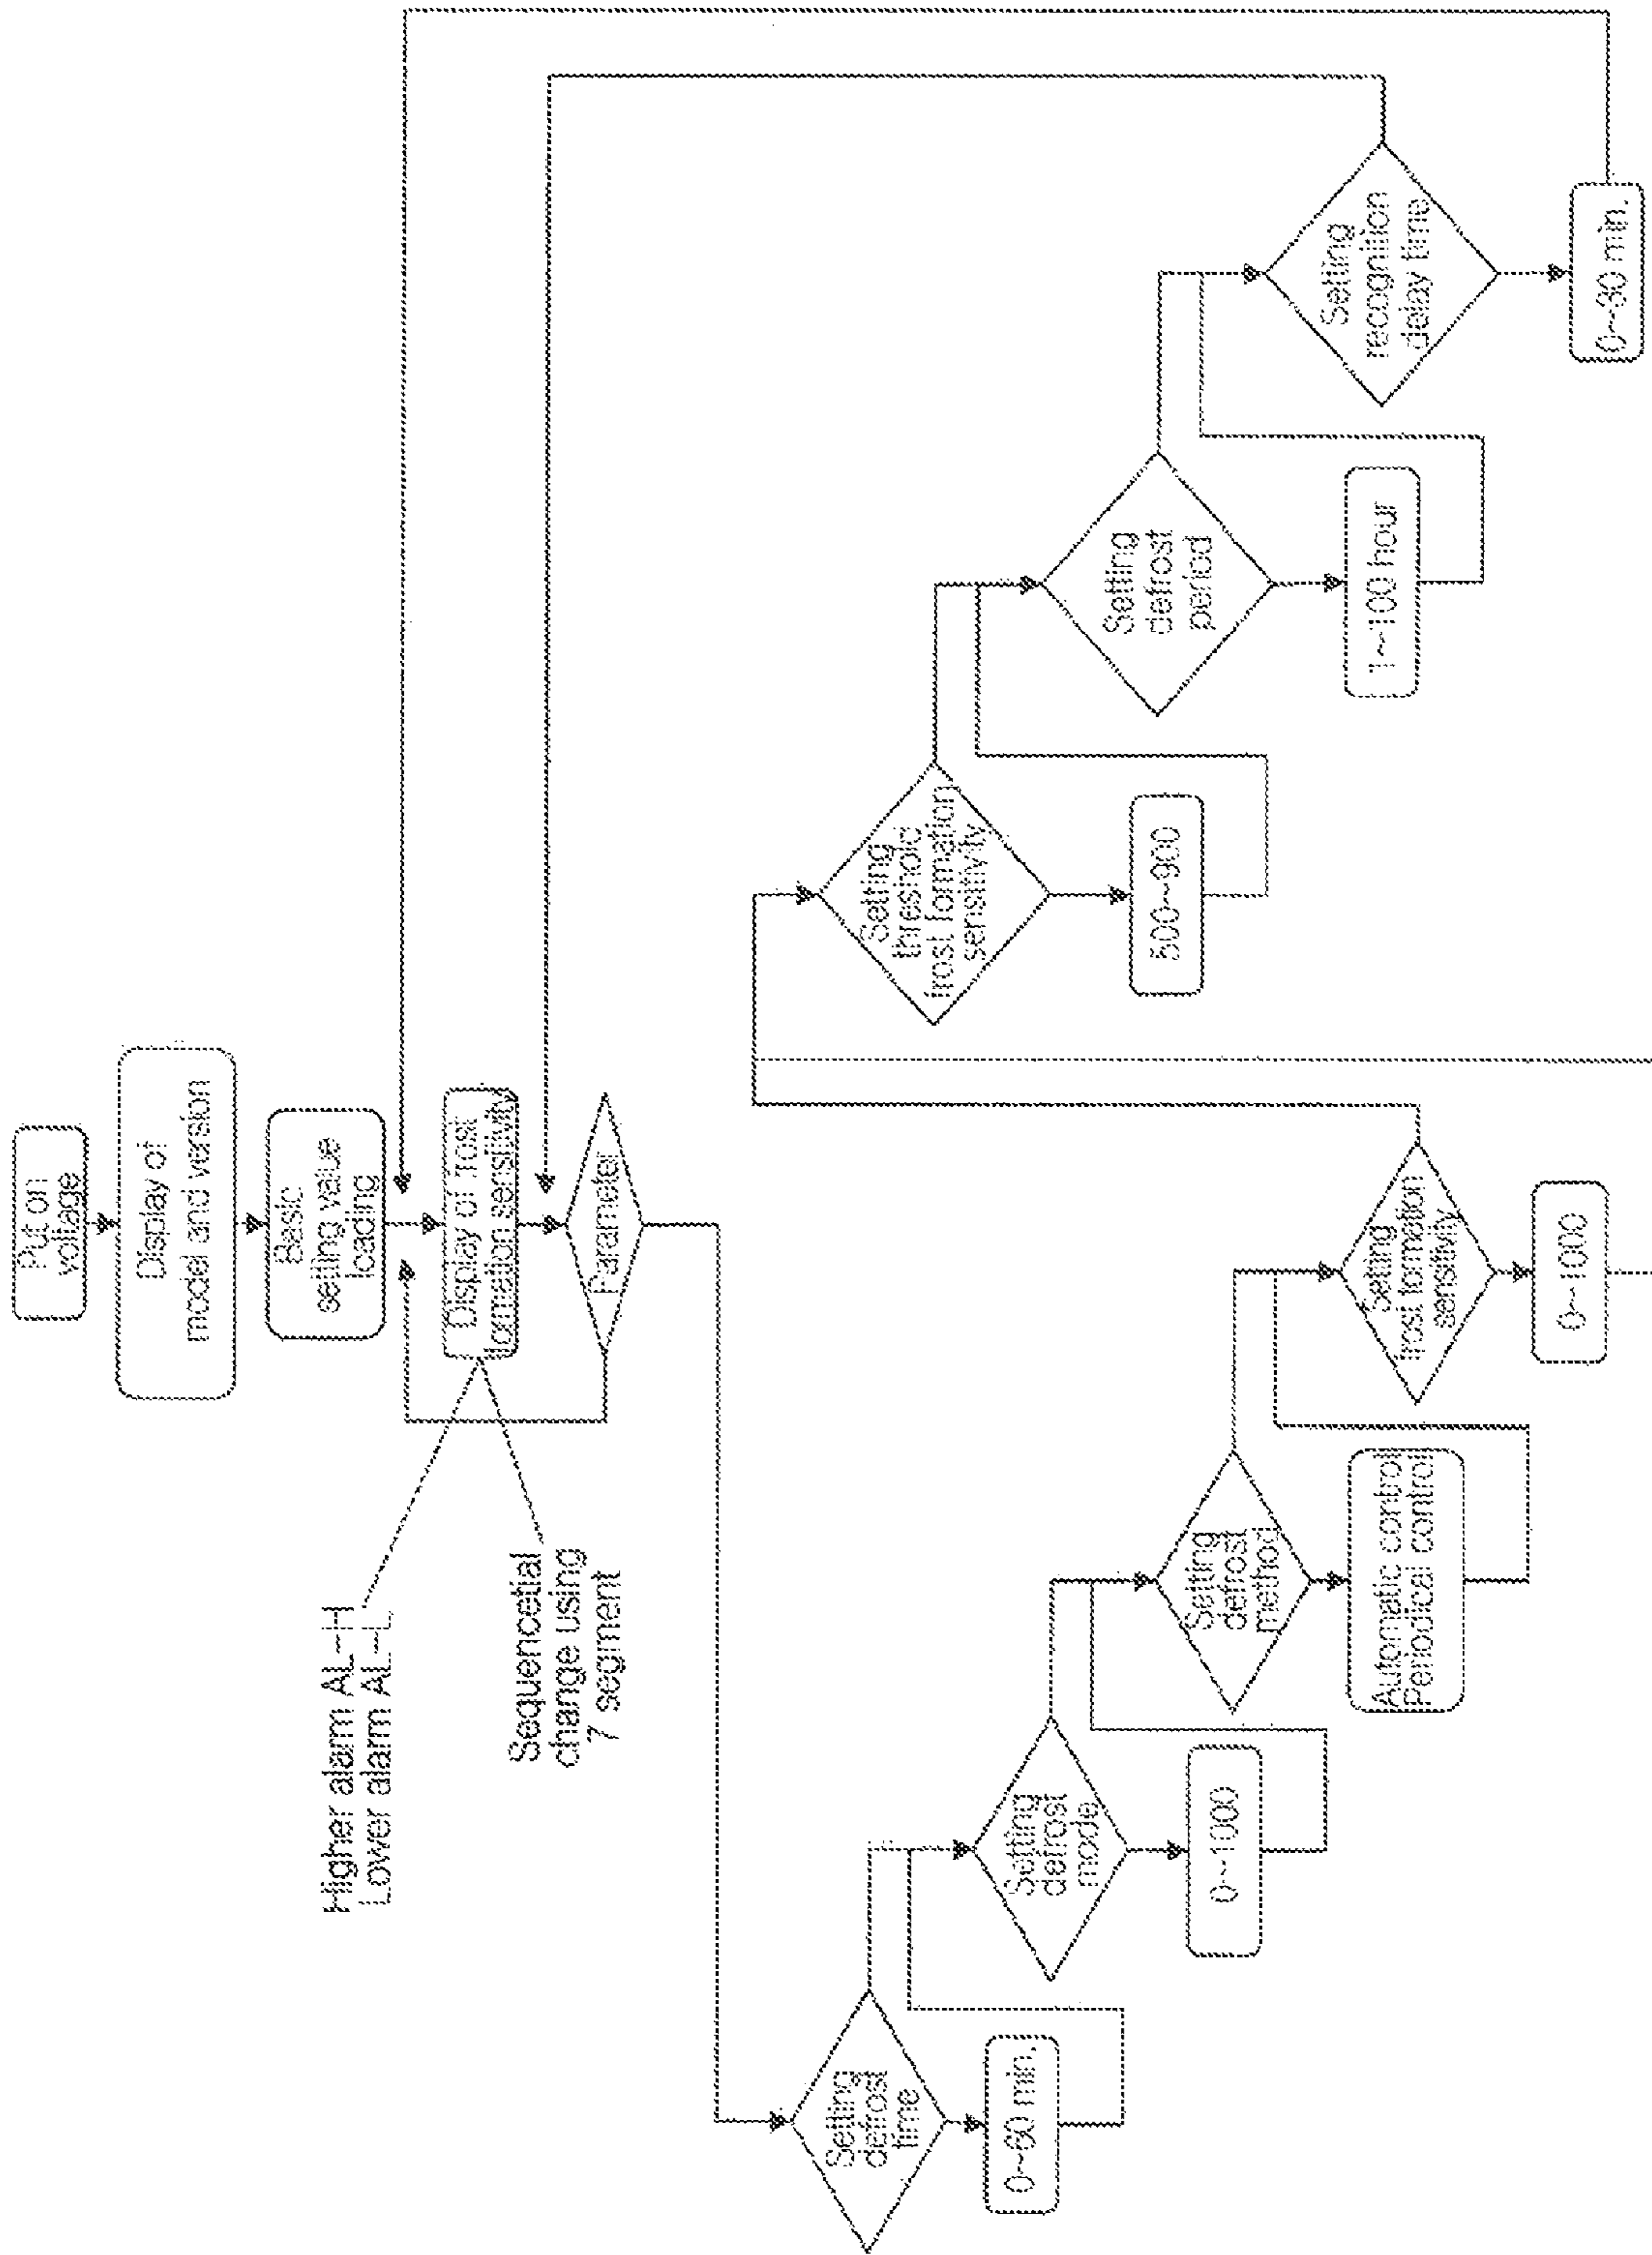 Put on
voltage
Display of
model and version
Basic
setting value
loading
Display of frost
formation sensitivity
Parameter
Higher alarm AL-H
Lower alarm AL-L
Sequencetial
change using
7 segment
Setting
defrost
time
0~60 min.
Setting
defrost
mode
0~1000
Setting
defrost
method
Automatic control
Periodical control
Setting
frost formation
sensitivity
0~1000
Setting
threshold
frost formation
sensitivity
500~900
Setting
defrost
period
1~100 hour
Setting
recognition
delay time
0~30 min.